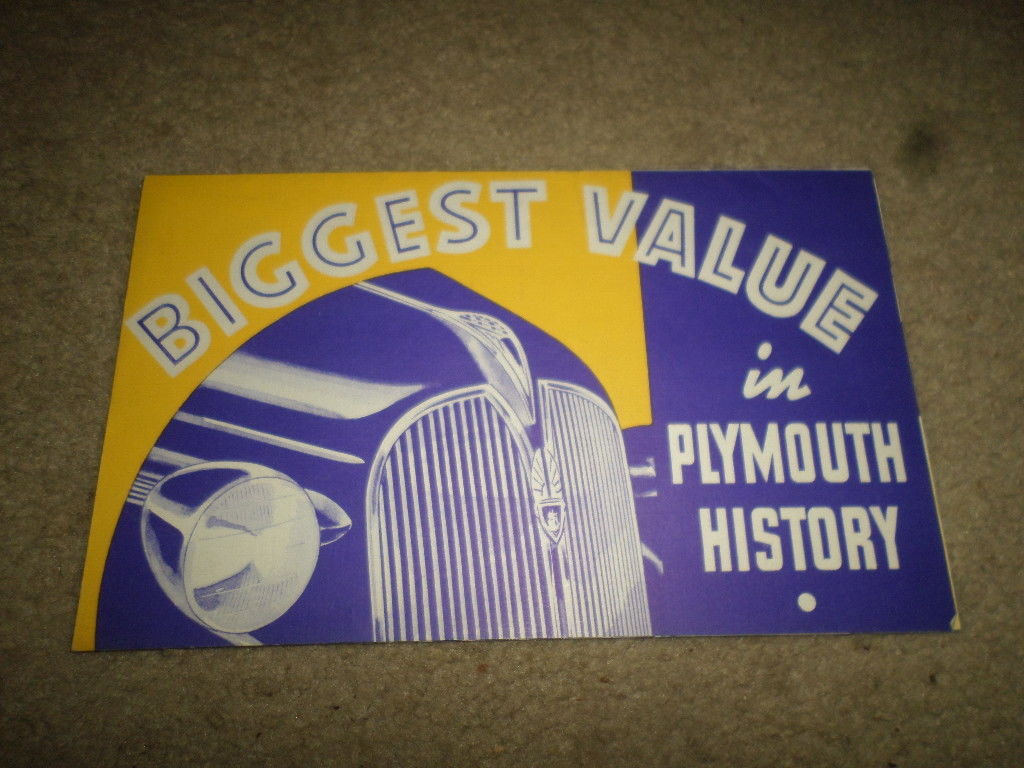 BIGGEST VALUE
in
PLYMOUTH
HISTORY